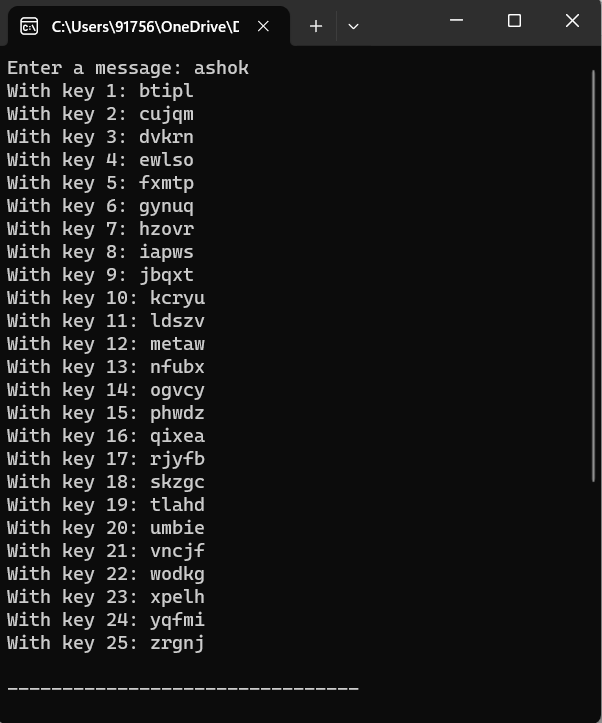 C:\Users\91756\OneDrive\D
Enter a message: ashok
With key 1: btipl
With key 2: cujqm
With key 3: dvkrn
With key 4: ewlso
With key 5: fxmtp
With key 6: gynuq
With key 7: hzovr
With key 8: iapws
With key 9: jbqxt
With key 10: kcryu
With key 11: ldszv
With key 12: metaw
With key 13: nfubx
With key 14: ogvcy
With key 15: phwdz
With key 16: qixea
With key 17: rjyfb
With key 18: skzgc
With key 19: tlahd
With key 20: umbie
With key 21: vncjf
With key 22: wodkg
With key 23: xpelh
With key 24: yqfmi
With key 25: zrgnj
--------------------------------